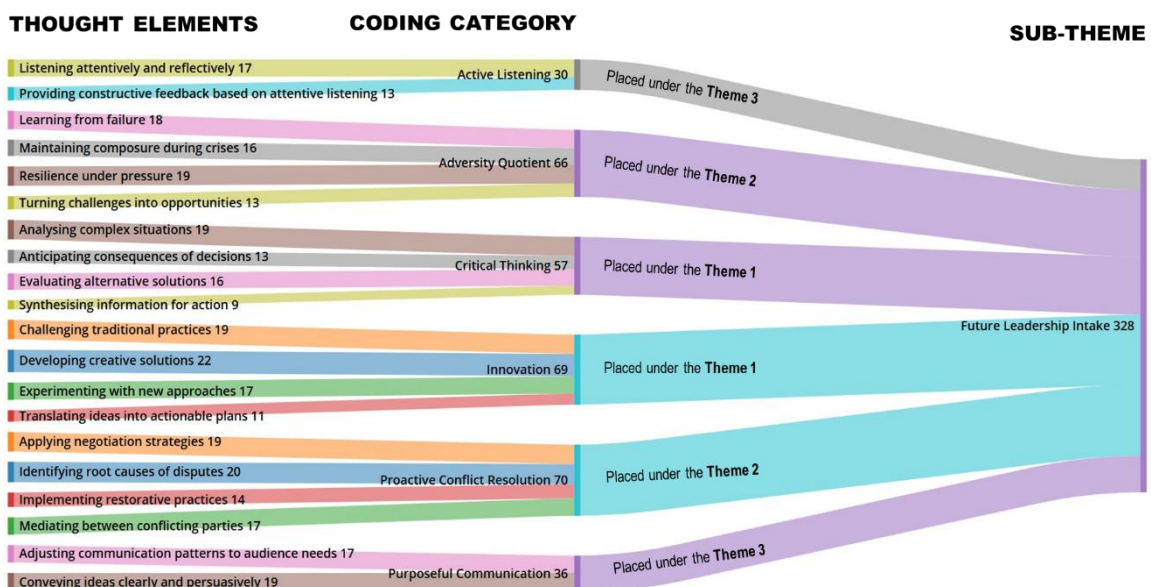 THOUGHT ELEMENTS
CODING CATEGORY
SUB-THEME
Listening attentively and reflectively 17
Providing constructive feedback based on attentive listening 13
Active Listening 30
Placed under the Theme 3
Learning from failure 18
Maintaining composure during crises 16
Resilience under pressure 19
Turning challenges into opportunities 13
Adversity Quotient 66
Placed under the Theme 2
Analysing complex situations 19
Anticipating consequences of decisions 13
Evaluating alternative solutions 16
Synthesising information for action 9
Critical Thinking 57
Placed under the Theme 1
Challenging traditional practices 19
Developing creative solutions 22
Experimenting with new approaches 17
Translating ideas into actionable plans 11
Innovation 69
Placed under the Theme 1
Applying negotiation strategies 19
Identifying root causes of disputes 20
Implementing restorative practices 14
Mediating between conflicting parties 17
Proactive Conflict Resolution 70
Placed under the Theme 2
Adjusting communication patterns to audience needs 17
Conveying ideas clearly and persuasively 19
Purposeful Communication 36
Placed under the Theme 3
Future Leadership Intake 328